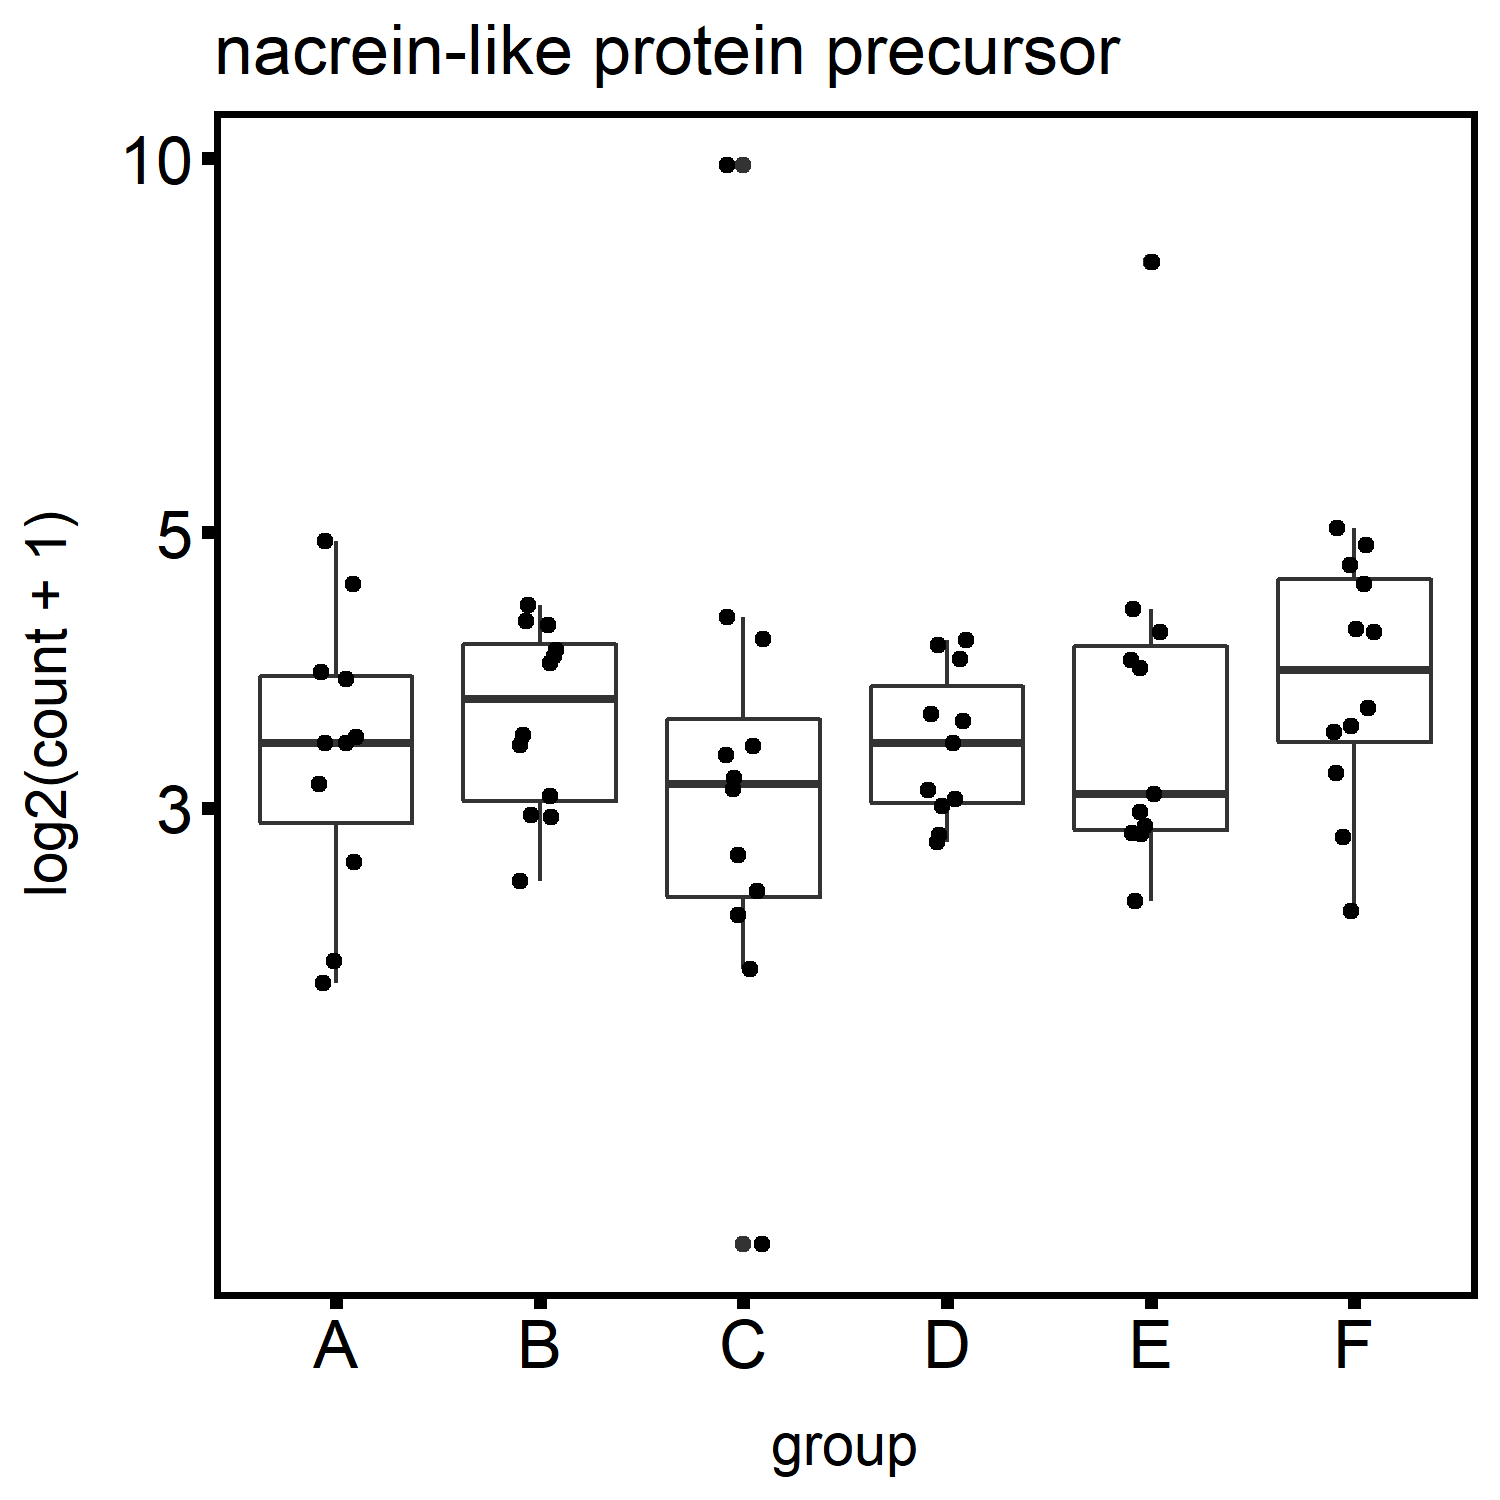 nacrein-like protein precursor
10
5
3
log2(count + 1)
A B C D E F
group